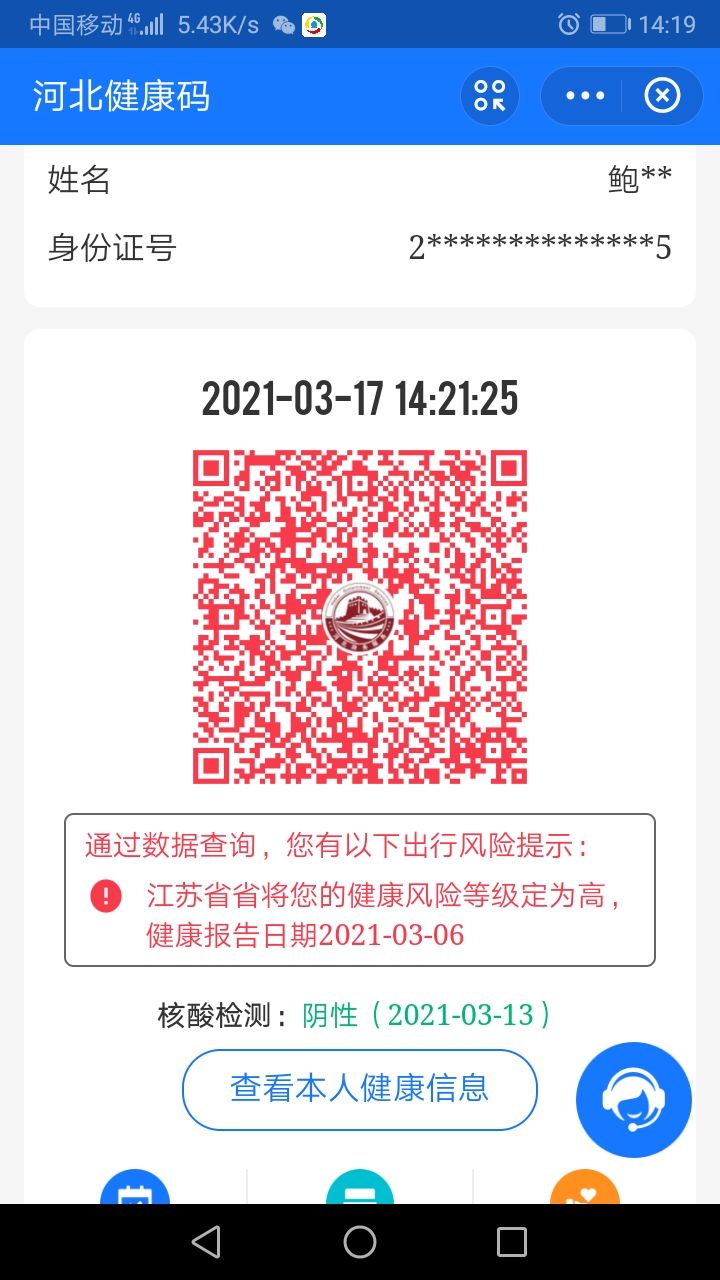 中国移动 4G 5.43K/s 14:19
河北健康码
姓名 鲍**
身份证号 2**************5
2021-03-17 14:21:25
通过数据查询，您有以下出行风险提示：
江苏省省将您的健康风险等级定为高，
健康报告日期2021-03-06
核酸检测：阴性（2021-03-13）
查看本人健康信息